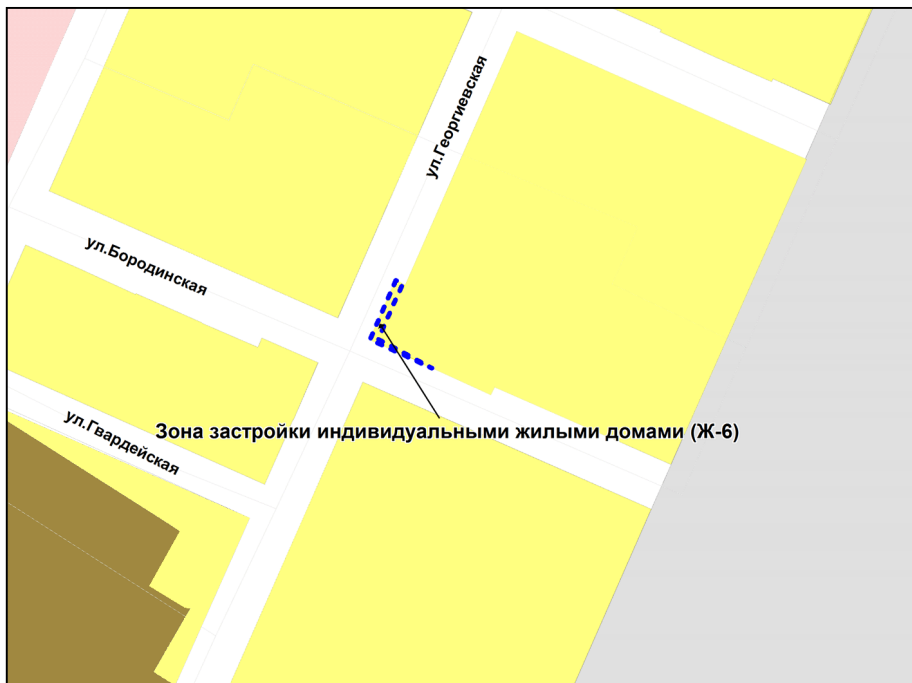 ул.Георгиевская
ул.Бородинская
ул.Гвардейская
Зона застройки индивидуальными жилыми домами (Ж-6)